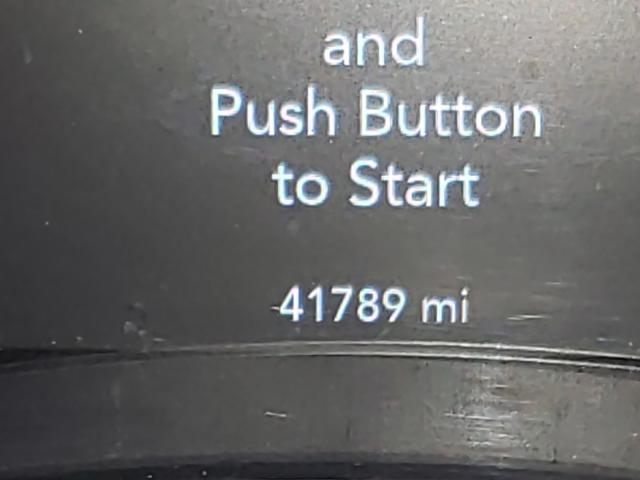 and
Push Button
to Start
41789 mi